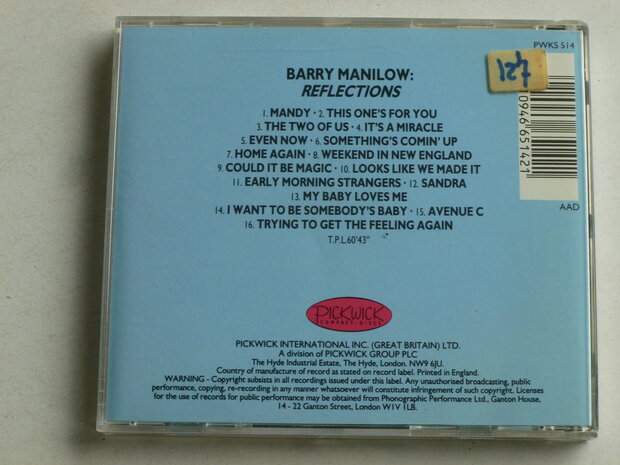 PWKS 514
127
BARRY MANILOW:
REFLECTIONS
1. MANDY · 2. THIS ONE'S FOR YOU
3. THE TWO OF US · 4. IT'S A MIRACLE
5. EVEN NOW · 6. SOMETHING'S COMIN' UP
7. HOME AGAIN · 8. WEEKEND IN NEW ENGLAND
9. COULD IT BE MAGIC · 10. LOOKS LIKE WE MADE IT
11. EARLY MORNING STRANGERS · 12. SANDRA
13. MY BABY LOVES ME
14. I WANT TO BE SOMEBODY'S BABY · 15. AVENUE C
16. TRYING TO GET THE FEELING AGAIN
T.P.L.60'43"
10946 651421
AAD
PICKWICK
COMPACT DISCS
PICKWICK INTERNATIONAL INC. (GREAT BRITAIN) LTD.
A division of PICKWICK GROUP PLC
The Hyde Industrial Estate, The Hyde, London. NW9 6JU.
Country of manufacture of record as stated on record label. Printed in England.
WARNING - Copyright subsists in all recordings issued under this label. Any unauthorised broadcasting, public
performance, copying, re-recording in any manner whatsoever will constitute infringement of such copyright. Licenses
for the use of records for public performance may be obtained from Phonographic Performance Ltd., Ganton House,
14 - 22 Ganton Street, London W1V 1LB.